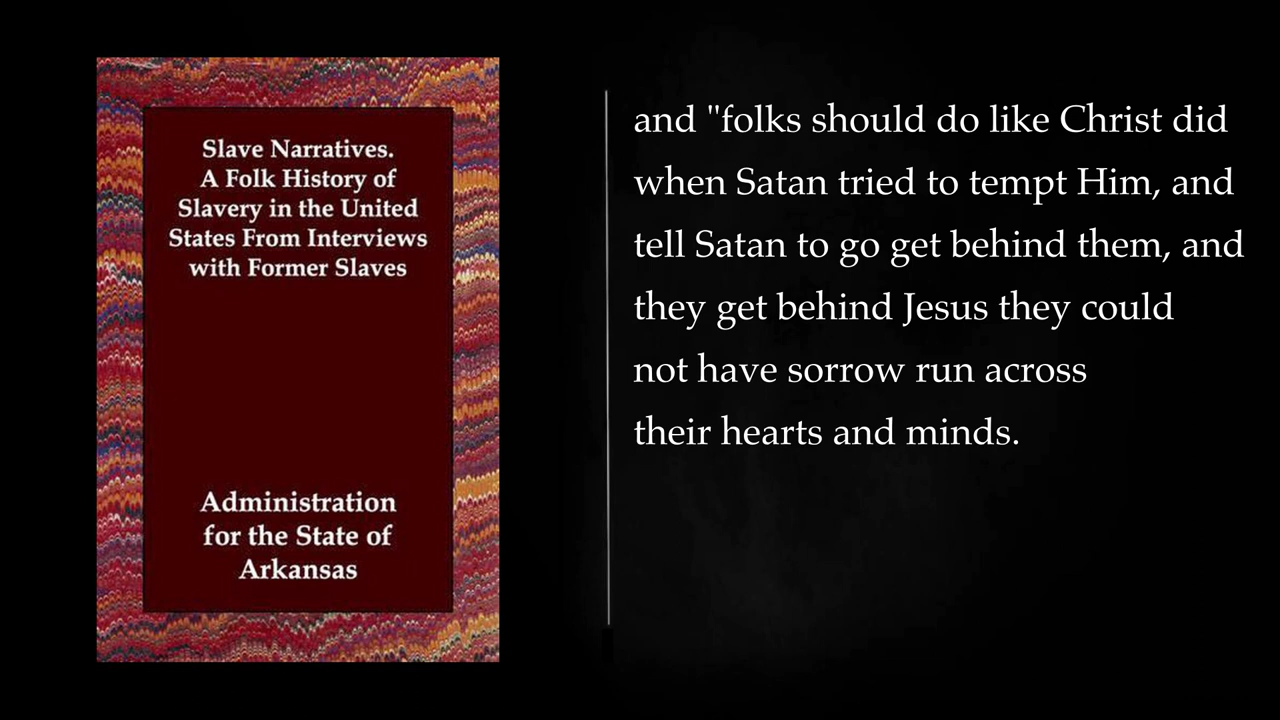 Slave Narratives.
A Folk History of
Slavery in the United
States From Interviews
with Former Slaves
Administration
for the State of
Arkansas
and "folks should do like Christ did
when Satan tried to tempt Him, and
tell Satan to go get behind them, and
they get behind Jesus they could
not have sorrow run across
their hearts and minds.